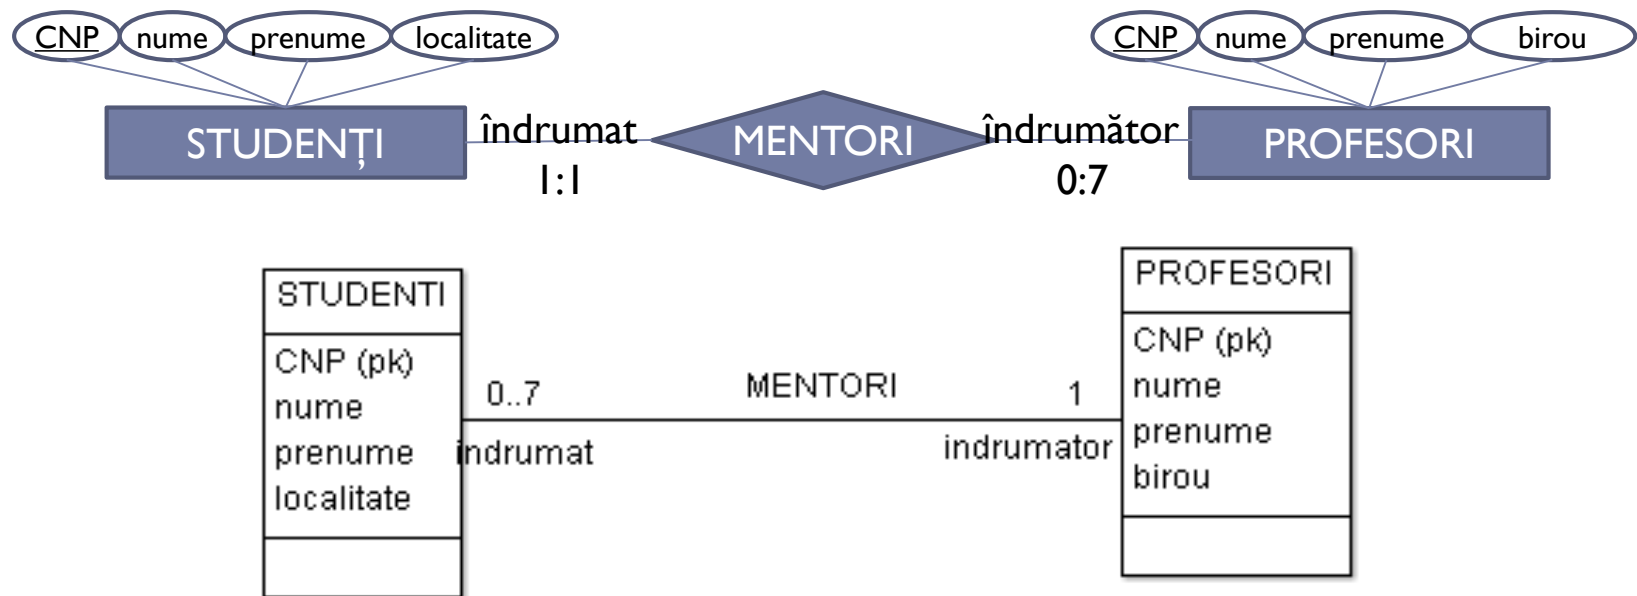 CNP nume prenume localitate
CNP nume prenume birou
STUDENȚI îndrumat MENTORI îndrumător PROFESORI
1:1 0:7
STUDENTI
CNP (pk)
nume
prenume
localitate
0..7 MENTORI 1
indrumat indrumator
PROFESORI
CNP (pk)
nume
prenume
birou